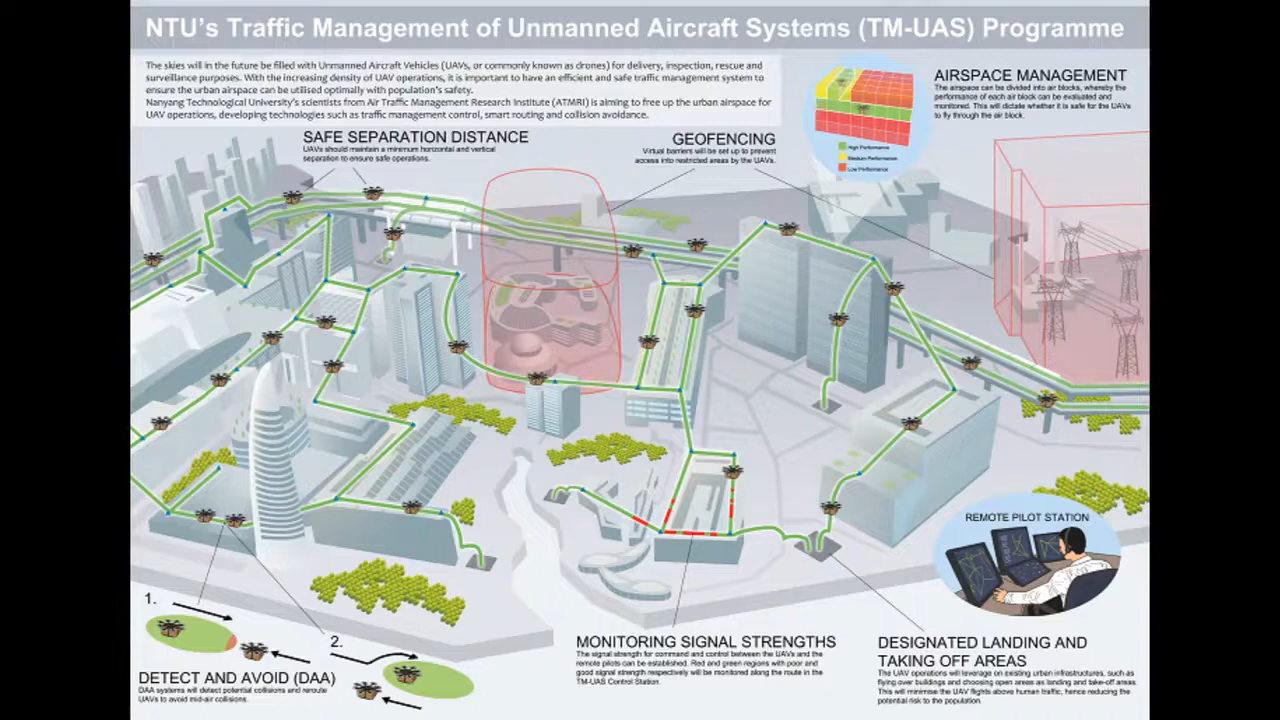 NTU's Traffic Management of Unmanned Aircraft Systems (TM-UAS) Programme
The skies will in the future be filled with Unmanned Aircraft Vehicles (UAVs, or commonly known as drones) for delivery, inspection, rescue and
surveillance purposes. With the increasing density of UAV operations, it is important to have an efficient and safe traffic management system to
ensure the urban airspace can be utilised optimally with population's safety.
Nanyang Technological University's scientists from Air Traffic Management Research Institute (ATMRI) is aiming to free up the urban airspace for
UAV operations, developing technologies such as traffic management control, smart routing and collision avoidance.
AIRSPACE MANAGEMENT
The airspace can be divided into air blocks, whereby the
performance of each air block can be evaluated and
monitored. This will dictate whether it is safe for the UAVs
to fly through the air block.
High Performance
Medium Performance
Low Performance
SAFE SEPARATION DISTANCE
UAVs should maintain a minimum horizontal and vertical
separation to ensure safe operations.
GEOFENCING
Virtual barriers will be set up to prevent
access into restricted areas by the UAVs.
REMOTE PILOT STATION
1.
2.
DETECT AND AVOID (DAA)
DAA systems will detect potential collisions and reroute
UAVs to avoid mid-air collisions.
MONITORING SIGNAL STRENGTHS
The signal strength for command and control between the UAVs and the
remote pilots can be established. Red and green regions with poor and
good signal strength respectively will be monitored along the route in the
TM-UAS Control Station.
DESIGNATED LANDING AND
TAKING OFF AREAS
The UAV operations will leverage on existing urban infrastructures, such as
flying over buildings and choosing open areas as landing and take-off areas.
This will minimise the UAV flights above human traffic, hence reducing the
potential risk to the population.